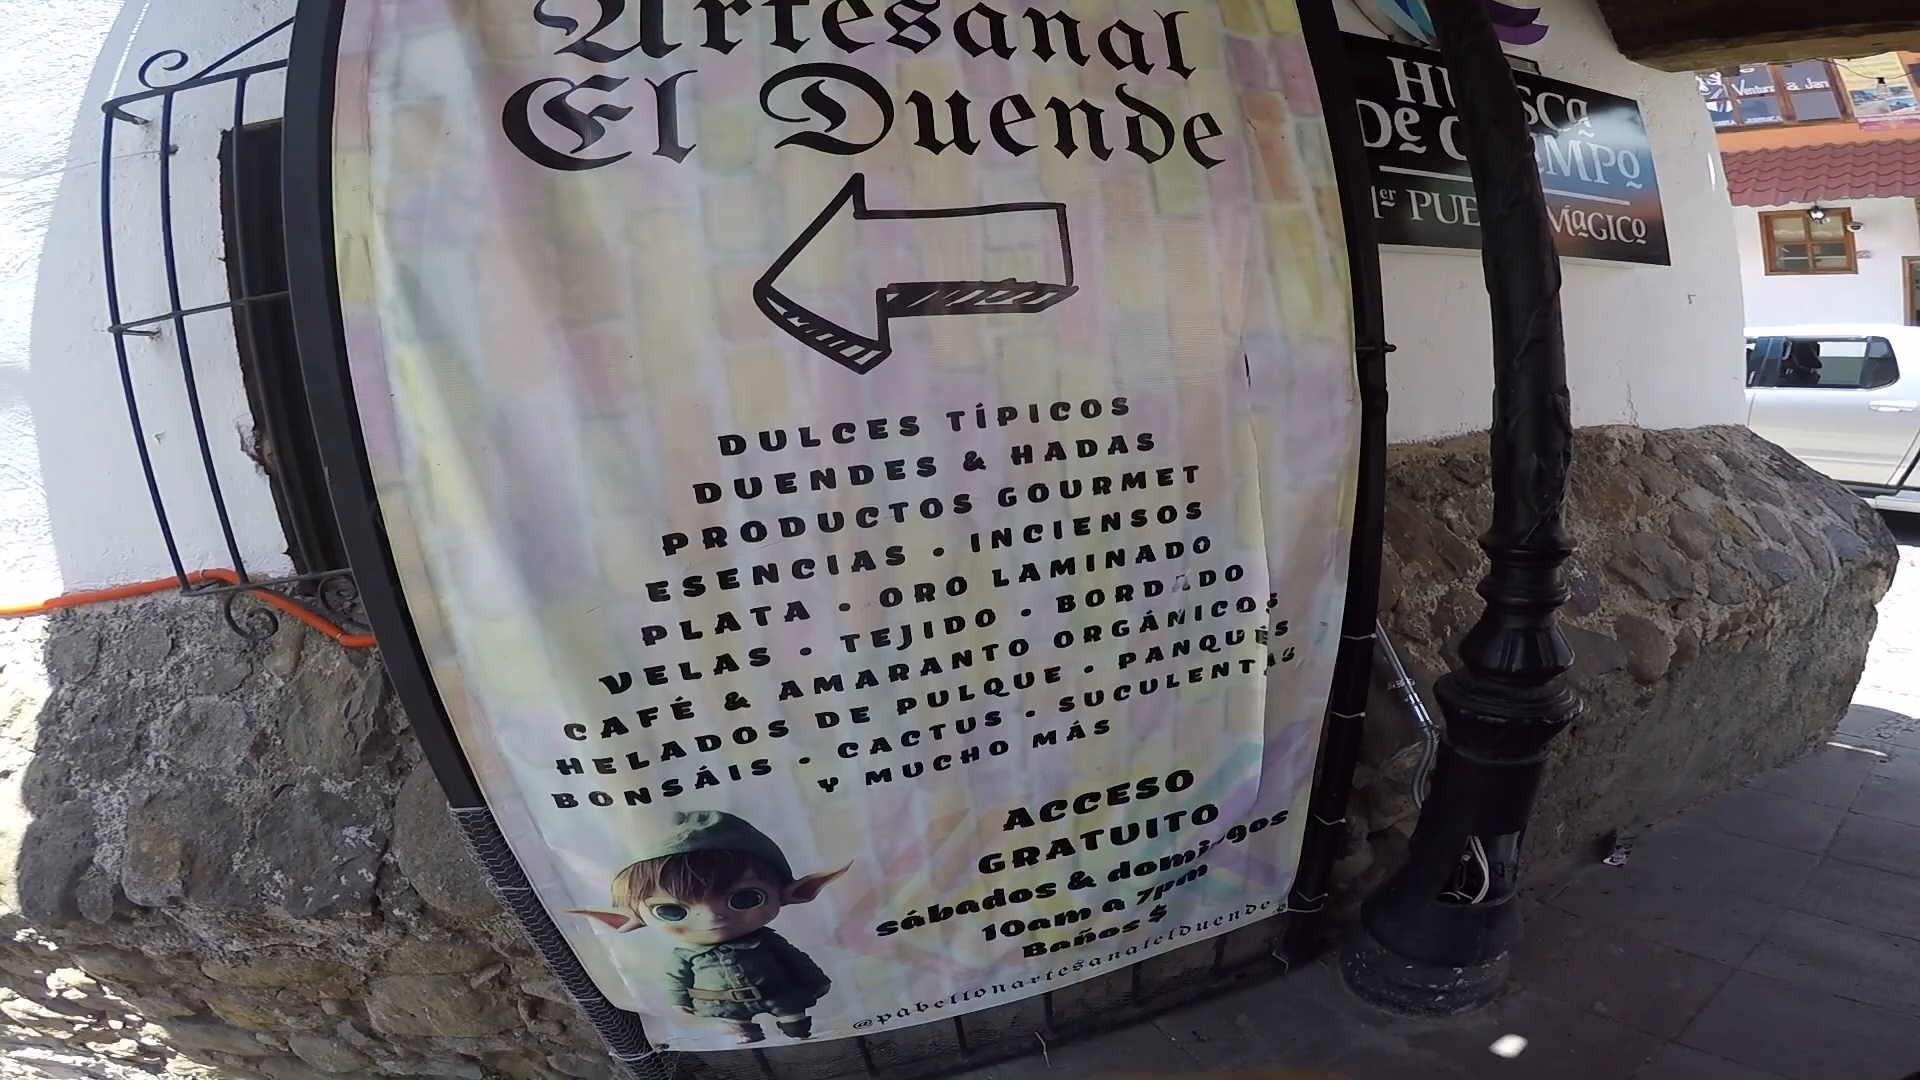 Artesanal
El Duende
DULCES TÍPICOS
DUENDES & HADAS
PRODUCTOS GOURMET
ESENCIAS • INCIENSOS
PLATA • ORO LAMINADO
VELAS • TEJIDO • BORDADO
CAFÉ & AMARANTO ORGÁNICOS
HELADOS DE PULQUE • PANQUÉS
BONSÁIS • CACTUS • SUCULENTAS
Y MUCHO MÁS
ACCESO
GRATUITO
sábados & domingos
10am a 7pm
Baños $
@pabellonartesanalelduende
De
1er PUE MáGICO
Ventur & Jan